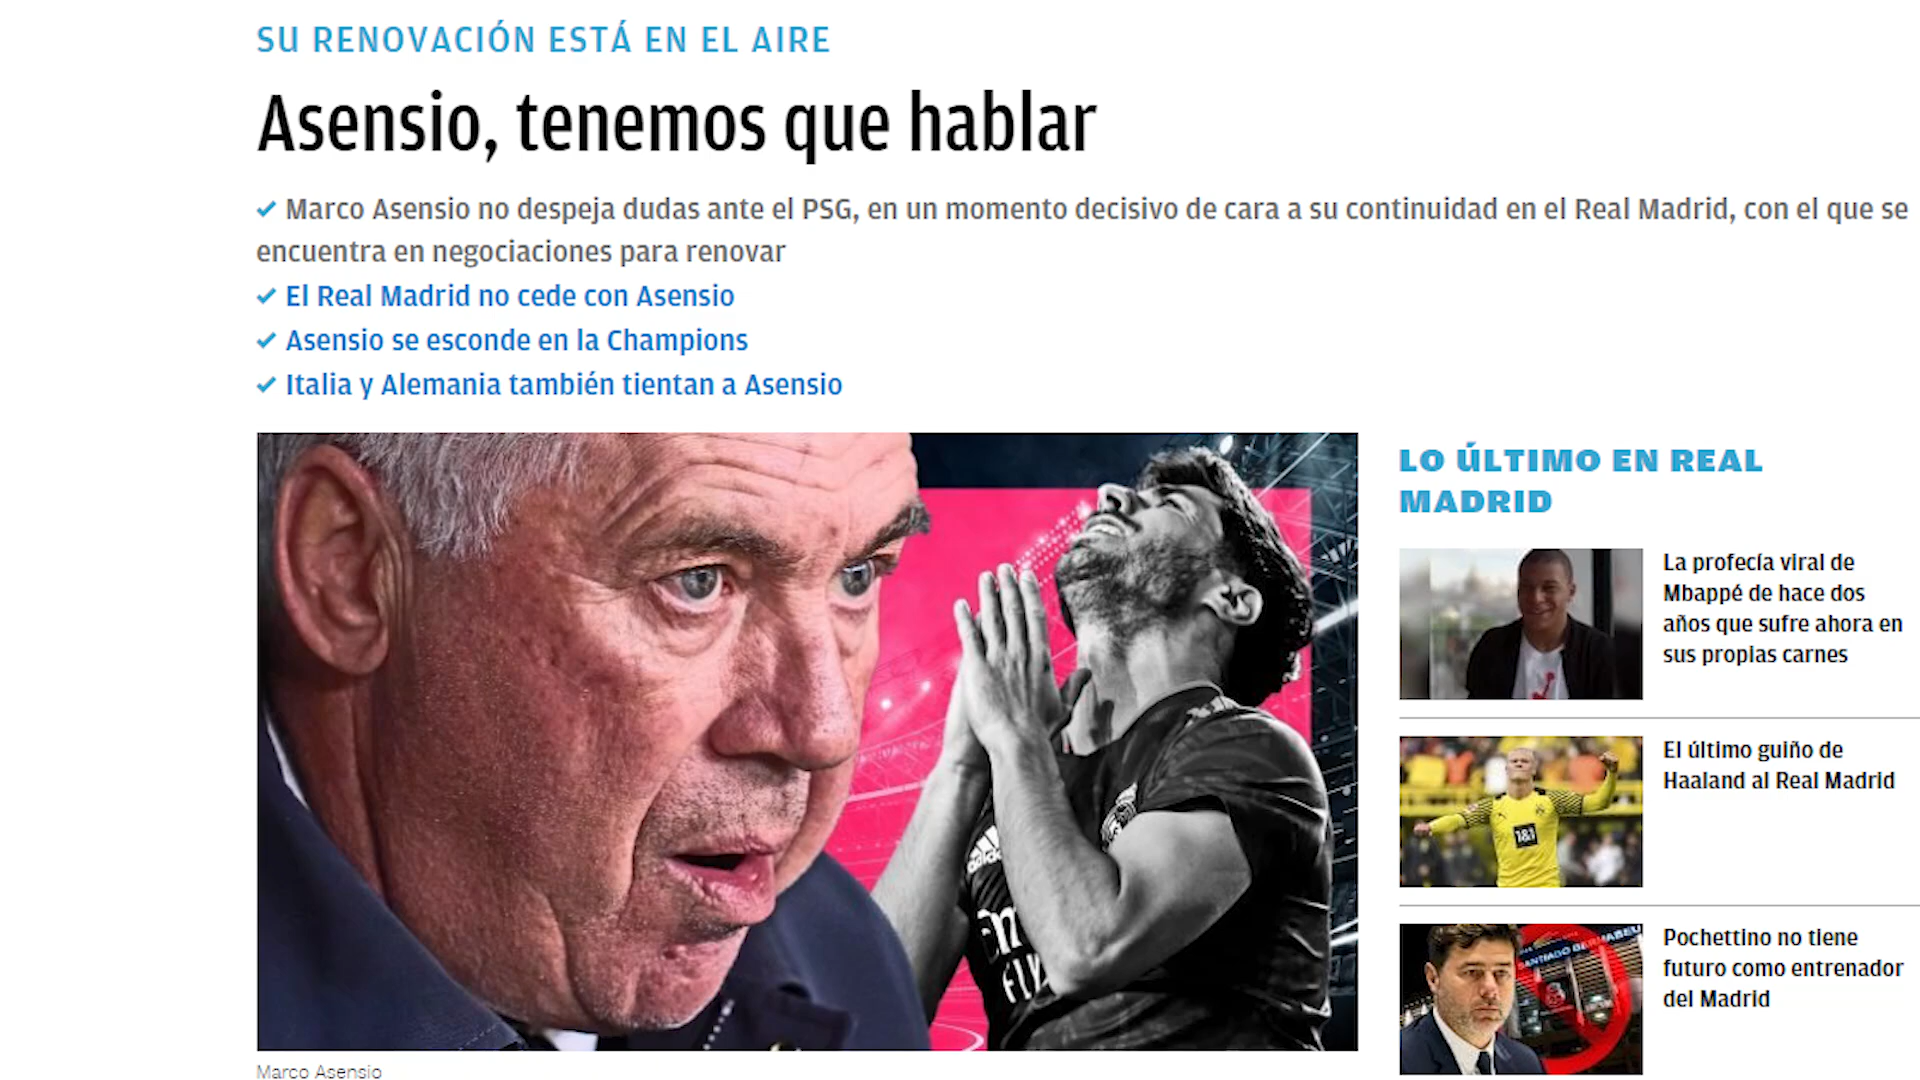 SU RENOVACIÓN ESTÁ EN EL AIRE
Asensio, tenemos que hablar
Marco Asensio no despeja dudas ante el PSG, en un momento decisivo de cara a su continuidad en el Real Madrid, con el que se
encuentra en negociaciones para renovar
El Real Madrid no cede con Asensio
Asensio se esconde en la Champions
Italia y Alemania también tientan a Asensio
Marco Asensio
LO ÚLTIMO EN REAL
MADRID
La profecía viral de
Mbappé de hace dos
años que sufre ahora en
sus propias carnes
El último guiño de
Haaland al Real Madrid
1&1
SANTIAGO BERNABEU
Pochettino no tiene
futuro como entrenador
del Madrid